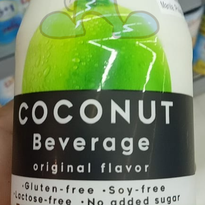 COCONUT
Beverage
original flavor
·Gluten-free ·Soy-free
·Lactose-free ·No added sugar